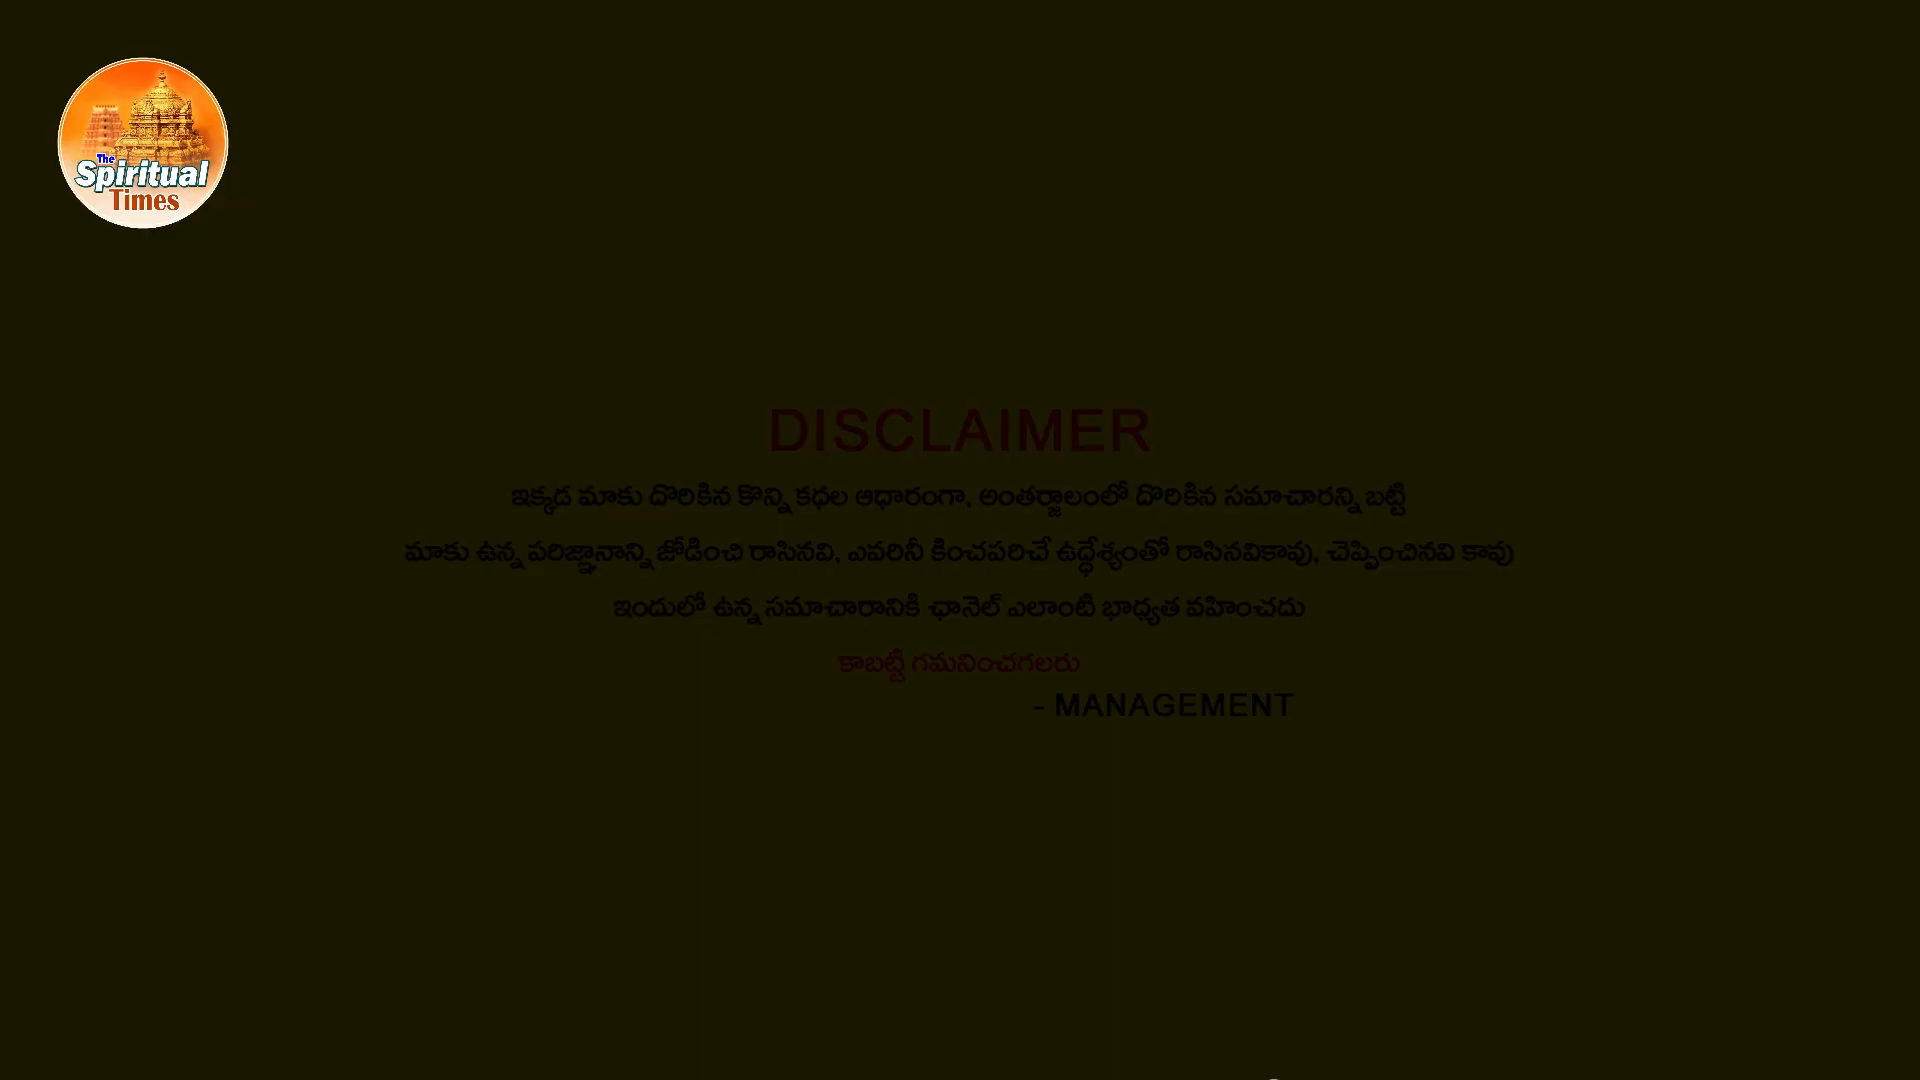 The
Spiritual
Times
DISCLAIMER
ఇక్కడ మాకు దొరికిన కొన్ని కధల ఆధారంగా, అంతర్జాలంలో దొరికిన సమాచారన్ని బట్టి
మాకు ఉన్న పరిజ్ఞానాన్ని జోడించి రాసినవి, ఎవరినీ కించపరిచే ఉద్ధేశ్యంతో రాసినవికావు, చెప్పించినవి కావు
ఇందులో ఉన్న సమాచారానికి ఛానెల్ ఎలాంటి భాధ్యత వహించదు
కాబట్టి గమనించగలరు
- MANAGEMENT